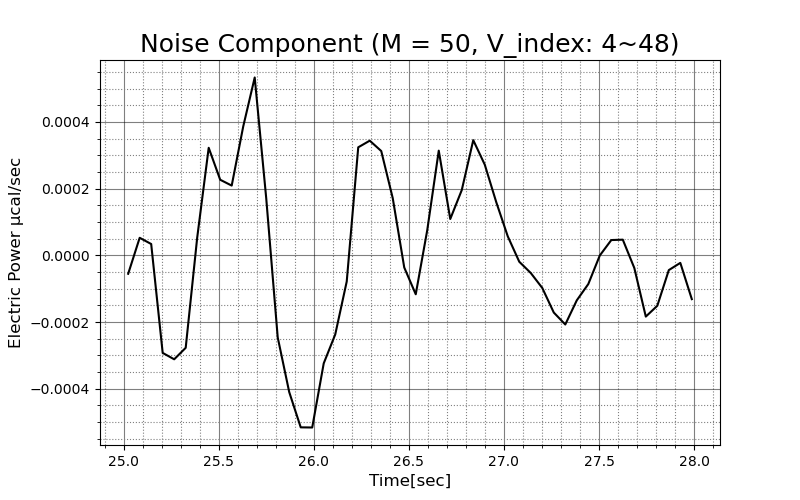 Noise Component (M = 50, V_index: 4~48)
Electric Power μcal/sec
0.0004
0.0002
0.0000
−0.0002
−0.0004
25.0 25.5 26.0 26.5 27.0 27.5 28.0
Time[sec]